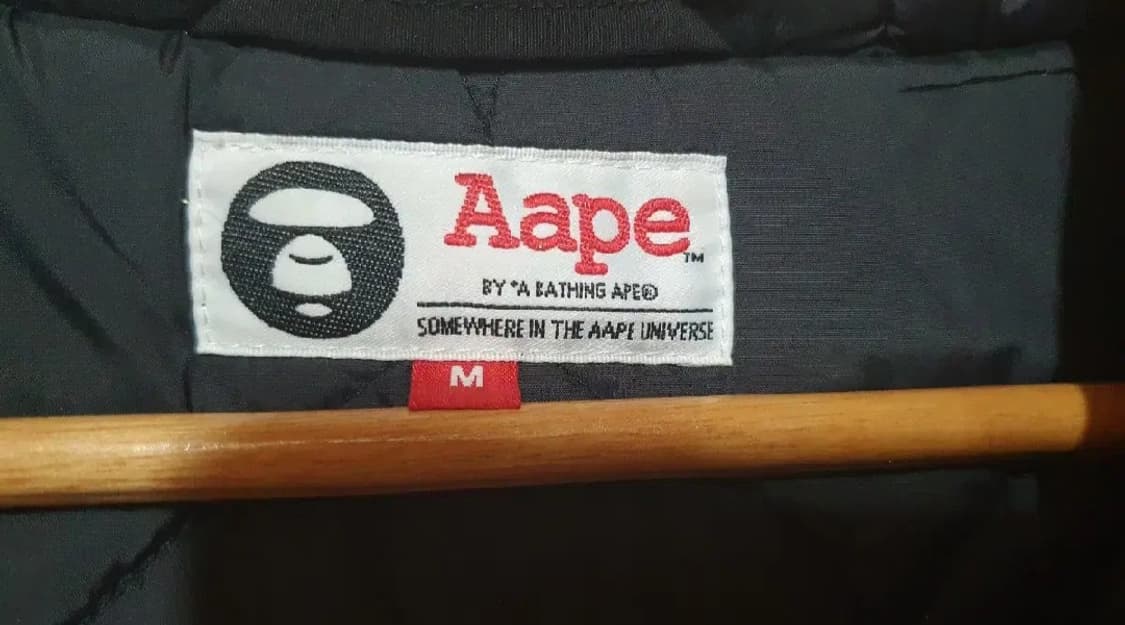 Aape™
BY *A BATHING APE®
SOMEWHERE IN THE AAPE UNIVERSE
M